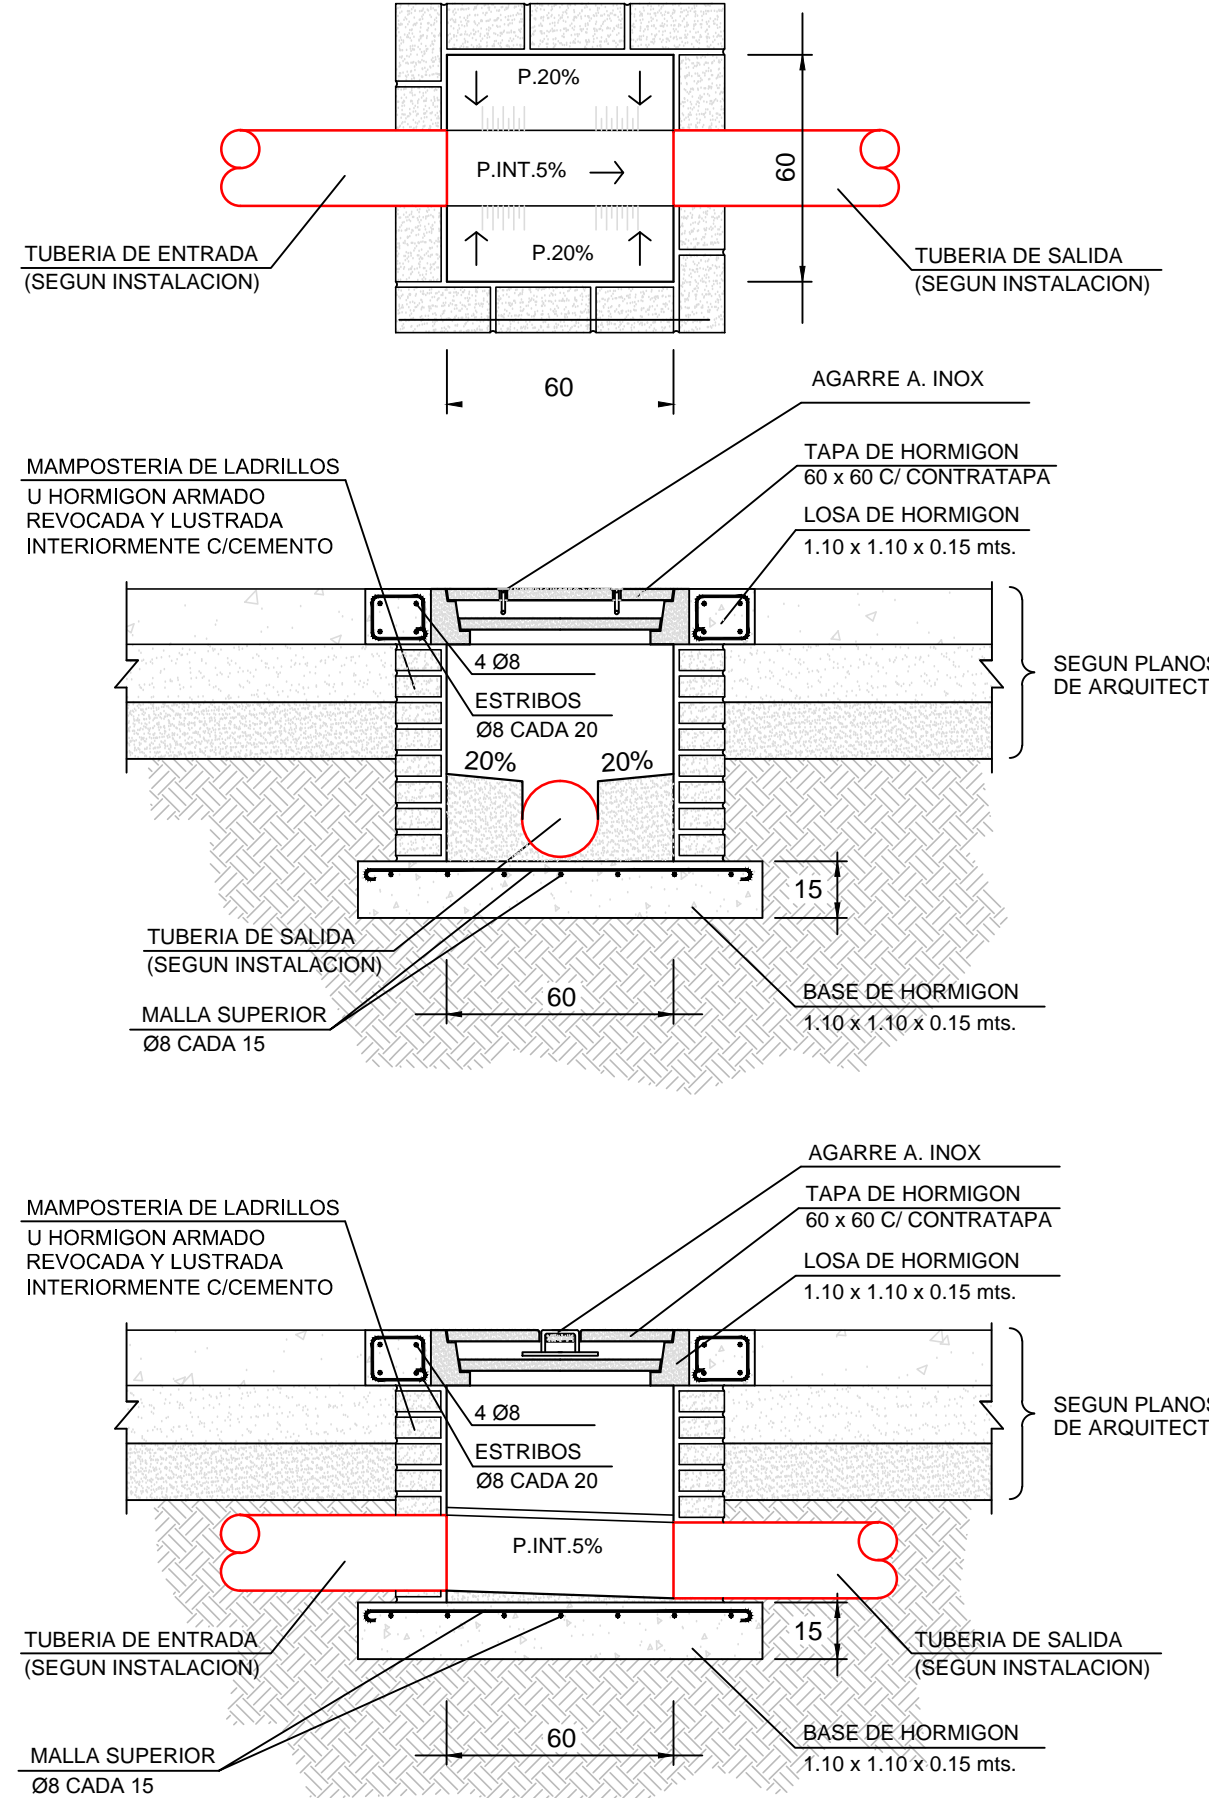 P.20%
60
P.INT.5%
P.20%
TUBERIA DE ENTRADA
(SEGUN INSTALACION)
TUBERIA DE SALIDA
(SEGUN INSTALACION)
60
AGARRE A. INOX
MAMPOSTERIA DE LADRILLOS
U HORMIGON ARMADO
REVOCADA Y LUSTRADA
INTERIORMENTE C/CEMENTO
TAPA DE HORMIGON
60 x 60 C/ CONTRATAPA
LOSA DE HORMIGON
1.10 x 1.10 x 0.15 mts.
4 Ø8
ESTRIBOS
Ø8 CADA 20
SEGUN PLANOS
DE ARQUITECT
20%
20%
15
TUBERIA DE SALIDA
(SEGUN INSTALACION)
60
MALLA SUPERIOR
Ø8 CADA 15
BASE DE HORMIGON
1.10 x 1.10 x 0.15 mts.
AGARRE A. INOX
MAMPOSTERIA DE LADRILLOS
U HORMIGON ARMADO
REVOCADA Y LUSTRADA
INTERIORMENTE C/CEMENTO
TAPA DE HORMIGON
60 x 60 C/ CONTRATAPA
LOSA DE HORMIGON
1.10 x 1.10 x 0.15 mts.
4 Ø8
ESTRIBOS
Ø8 CADA 20
SEGUN PLANOS
DE ARQUITECT
P.INT.5%
15
TUBERIA DE ENTRADA
(SEGUN INSTALACION)
TUBERIA DE SALIDA
(SEGUN INSTALACION)
60
MALLA SUPERIOR
Ø8 CADA 15
BASE DE HORMIGON
1.10 x 1.10 x 0.15 mts.